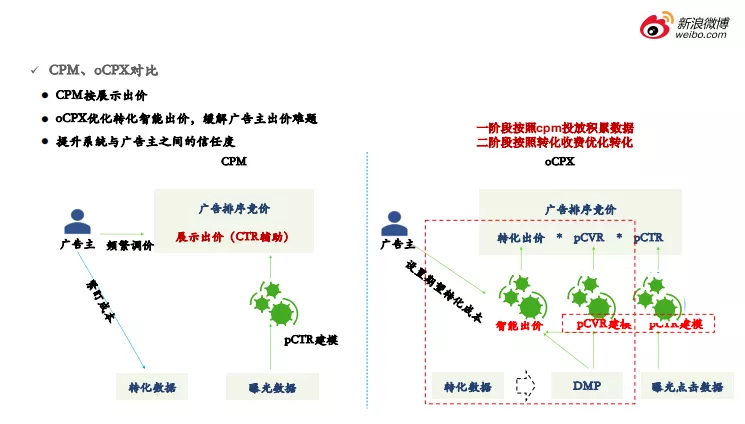 新浪微博
weibo.com
✓ CPM、oCPX对比
● CPM按展示出价
● oCPX优化转化智能出价，缓解广告主出价难题
● 提升系统与广告主之间的信任度
一阶段按照cpm投放积累数据
二阶段按照转化收费优化转化
CPM
oCPX
广告排序竞价
展示出价（CTR辅助）
广告主
频繁调价
紧盯成本
pCTR建模
转化数据
曝光数据
广告排序竞价
转化出价 * pCVR * pCTR
广告主
设置期望转化成本
智能出价
pCVR建模
pCTR建模
转化数据
DMP
曝光点击数据